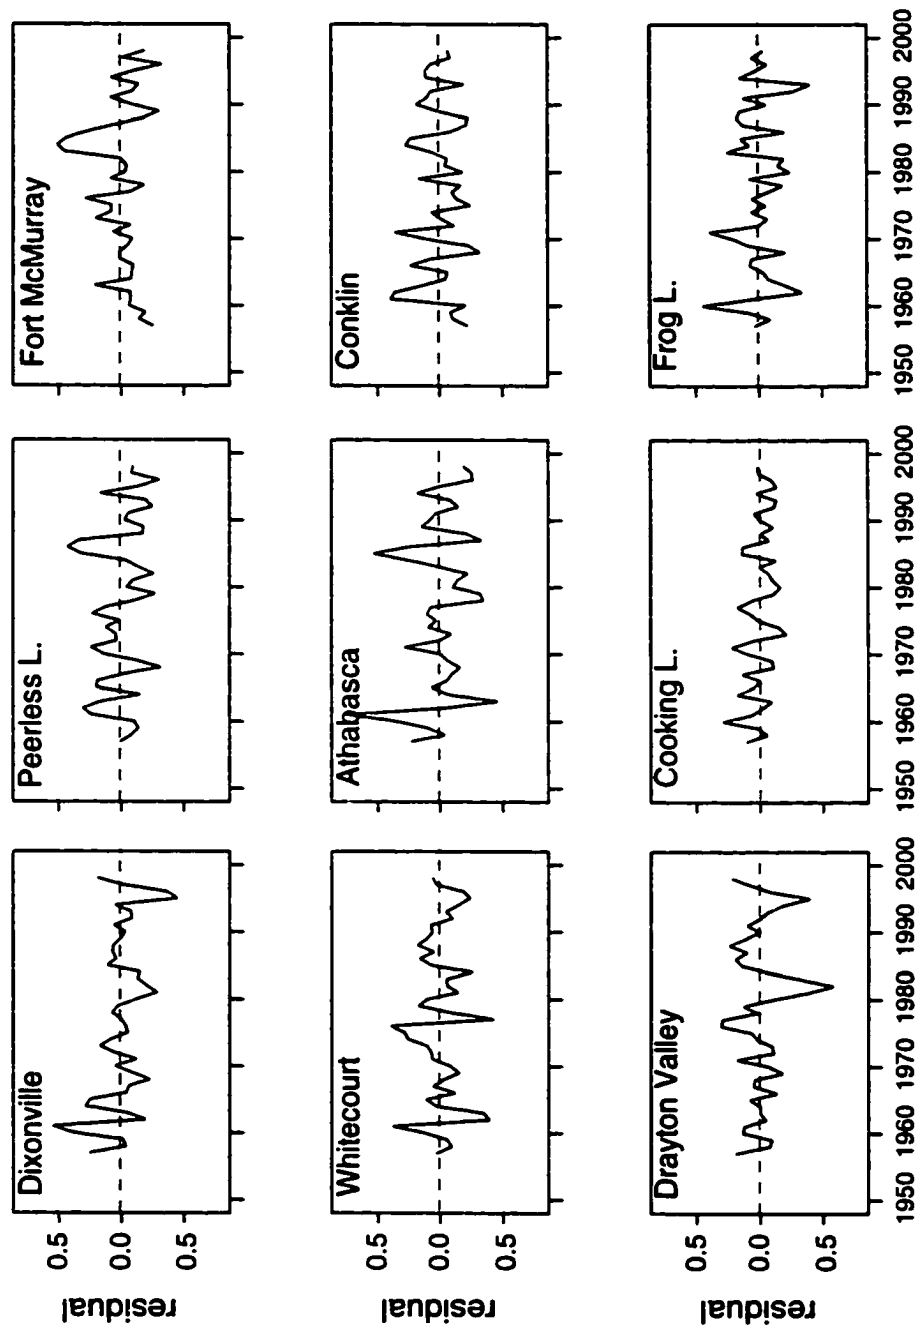 Dixonville
Peerless L.
Fort McMurray
residual
0.5
0.0
0.5
Whitecourt
Athabasca
Conklin
residual
0.5
0.0
0.5
Drayton Valley
Cooking L.
Frog L.
residual
0.5
0.0
0.5
1950 1960 1970 1980 1990 2000
1950 1960 1970 1980 1990 2000
1950 1960 1970 1980 1990 2000